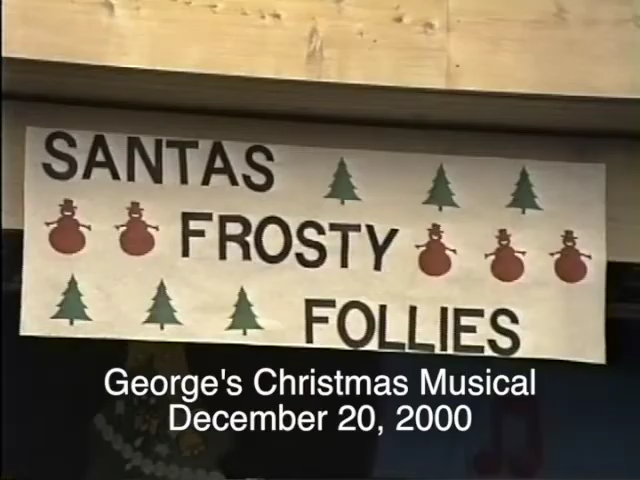 SANTAS
FROSTY
FOLLIES
George's Christmas Musical
December 20, 2000